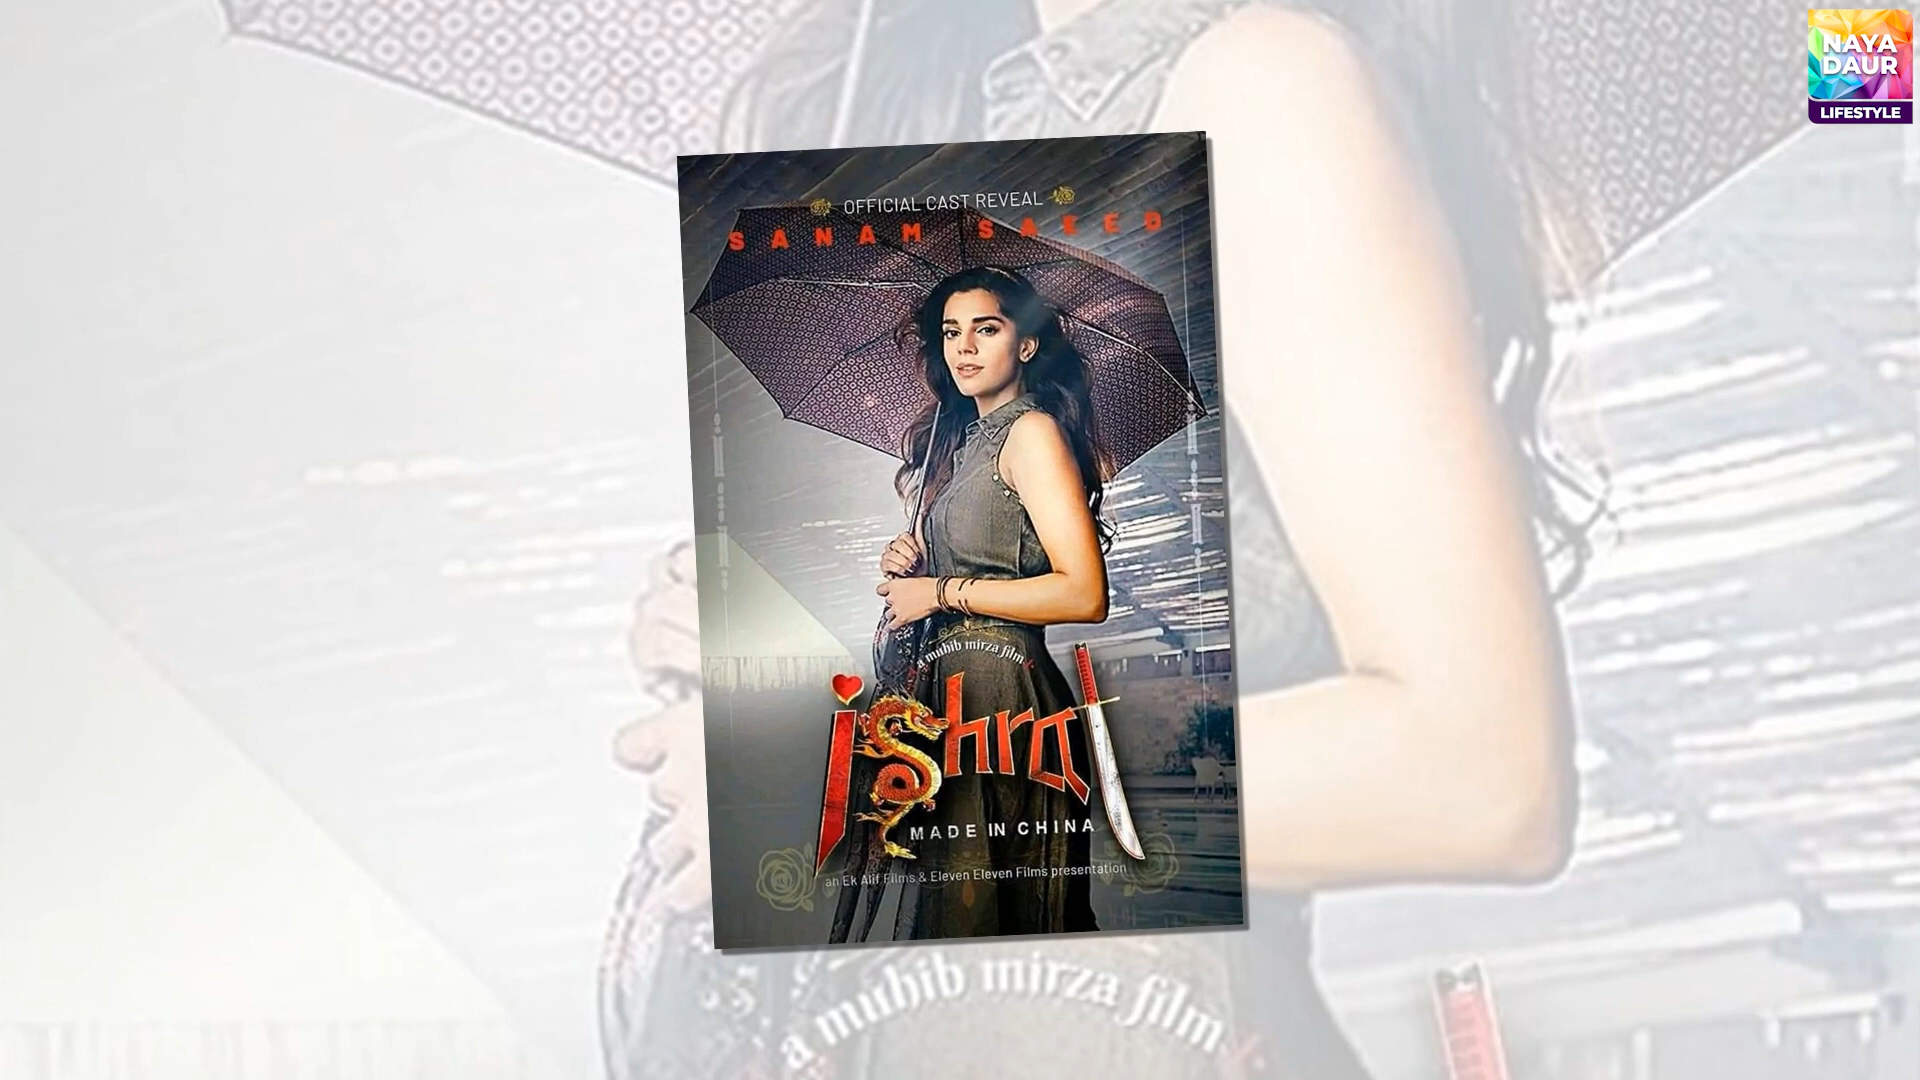 NAYA
DAUR
LIFESTYLE
OFFICIAL CAST REVEAL
SANAM SAEED
a muhib mirza film
ishrat
MADE IN CHINA
an Ek Alif Films & Eleven Eleven Films presentation
a muhib mirza film